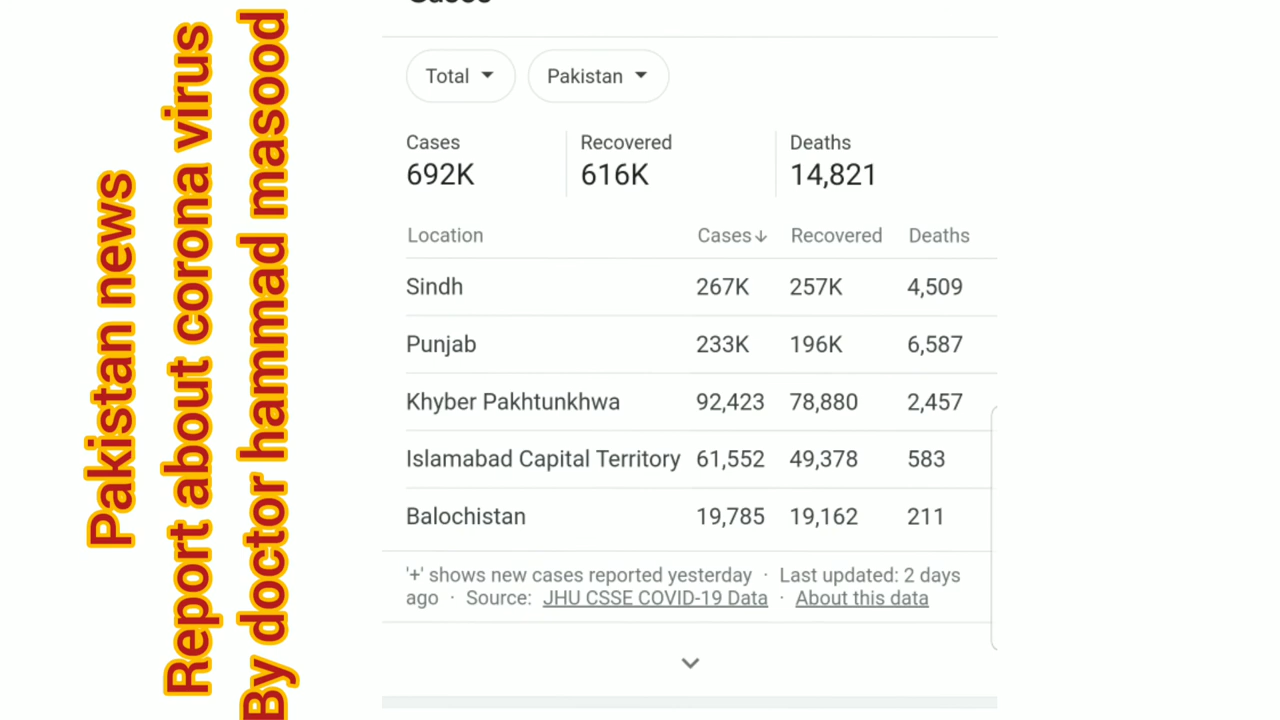 Pakistan news
Report about corona virus
By doctor hammad masood
Cases
Total Pakistan
Cases Recovered Deaths
692K 616K 14,821
Location Cases↓ Recovered Deaths
Sindh 267K 257K 4,509
Punjab 233K 196K 6,587
Khyber Pakhtunkhwa 92,423 78,880 2,457
Islamabad Capital Territory 61,552 49,378 583
Balochistan 19,785 19,162 211
'+' shows new cases reported yesterday · Last updated: 2 days
ago · Source: JHU CSSE COVID-19 Data · About this data